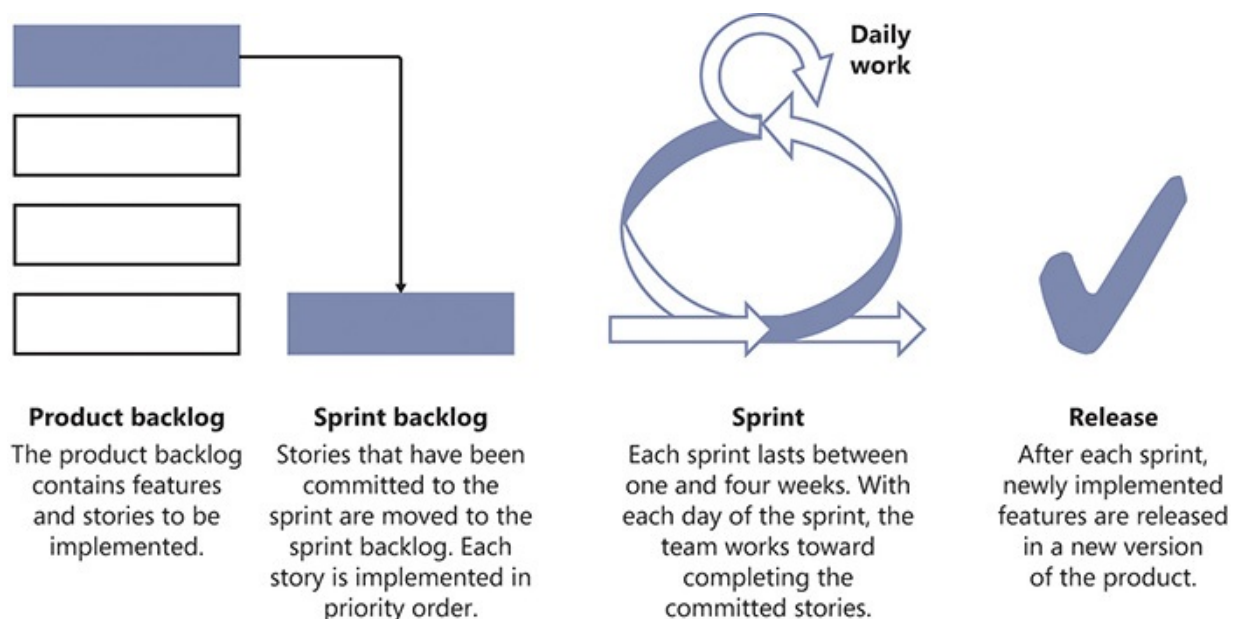 Daily
work
Product backlog
The product backlog
contains features
and stories to be
implemented.
Sprint backlog
Stories that have been
committed to the
sprint are moved to the
sprint backlog. Each
story is implemented in
priority order.
Sprint
Each sprint lasts between
one and four weeks. With
each day of the sprint, the
team works toward
completing the
committed stories.
Release
After each sprint,
newly implemented
features are released
in a new version
of the product.